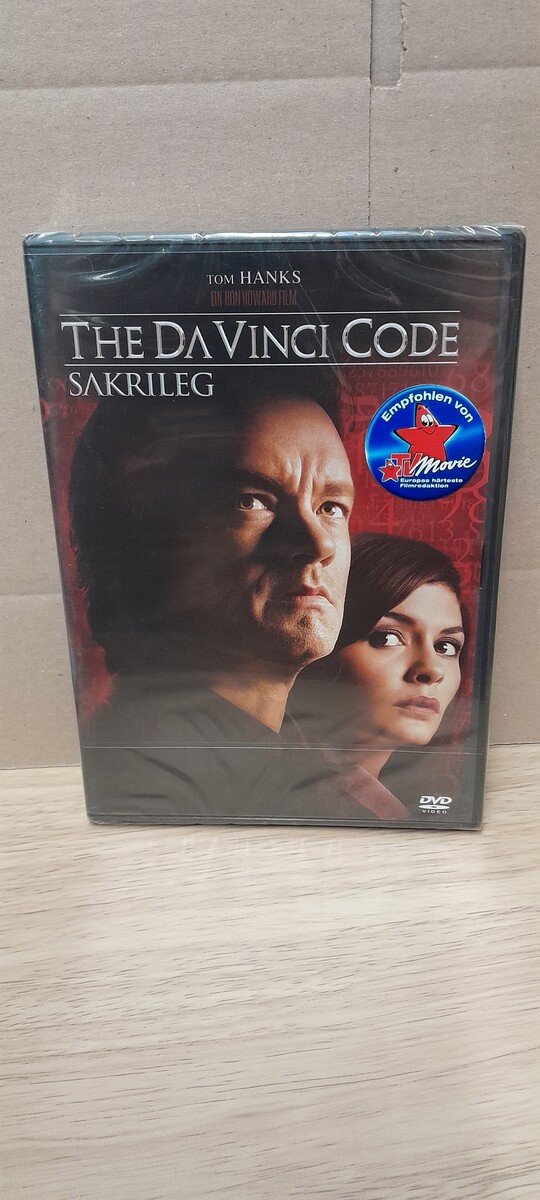 TOM HANKS
EIN RON HOWARD FILM
THE DA VINCI CODE
SAKRILEG
Empfohlen von
TV Movie
Europas härteste
Filmredaktion
DVD
VIDEO